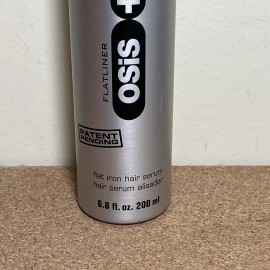 FLATLINER
osis
+
PATENT
PENDING
flat iron hair serum
hair serum alisador
6.8 fl. oz. 200 ml